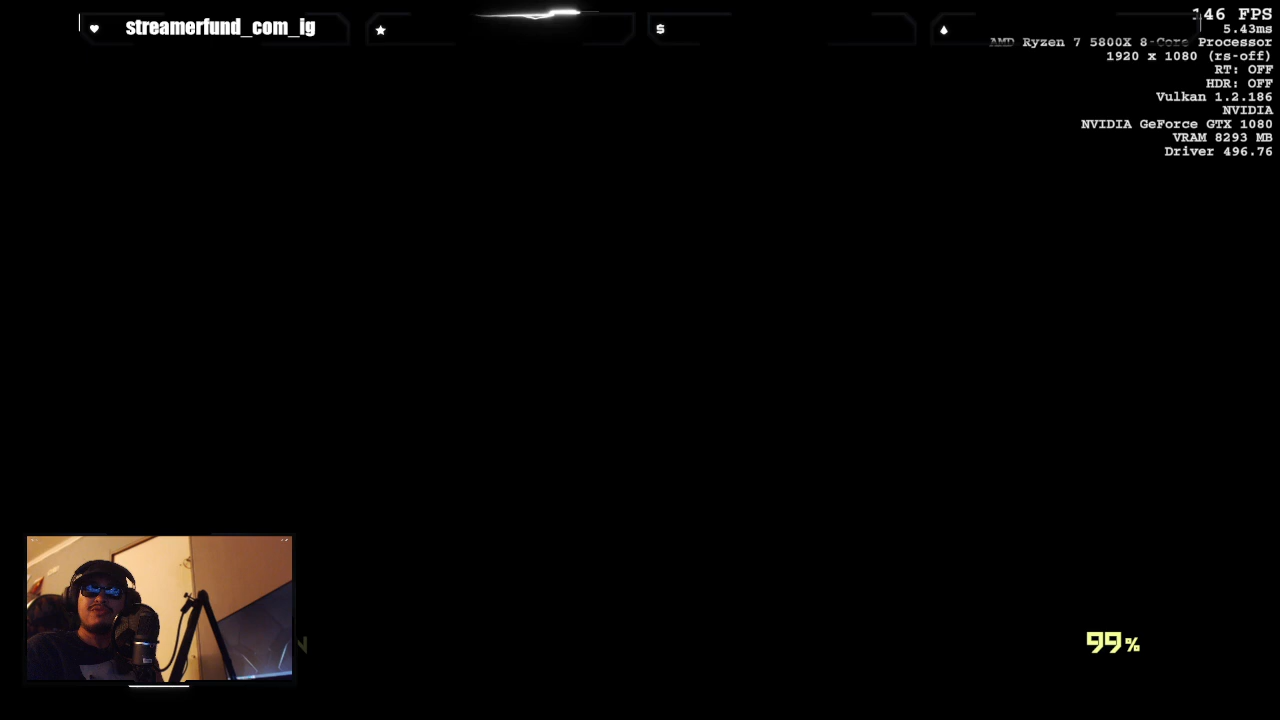 streamerfund_com_ig
$
146 FPS
5.43ms
AMD Ryzen 7 5800X 8-Core Processor
1920 x 1080 (rs-off)
RT: OFF
HDR: OFF
Vulkan 1.2.186
NVIDIA
NVIDIA GeForce GTX 1080
VRAM 8293 MB
Driver 496.76
N
99%